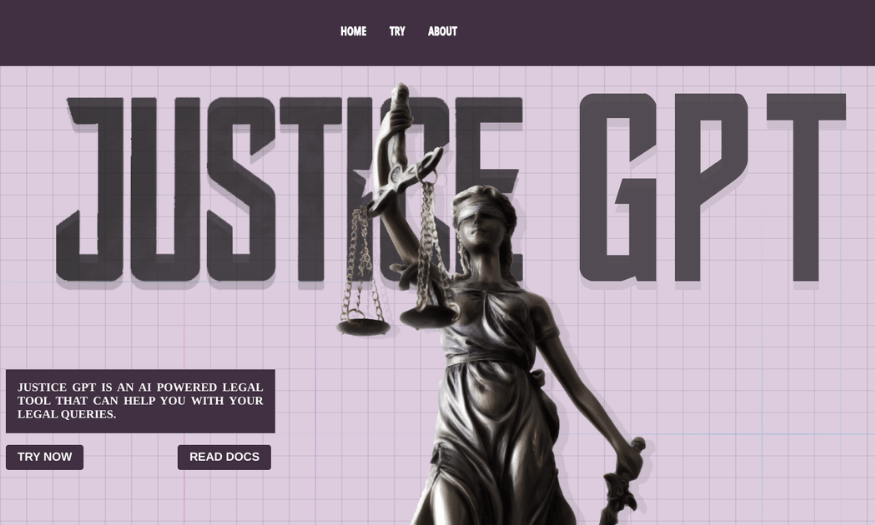 HOME TRY ABOUT
JUSTICE GPT
JUSTICE GPT IS AN AI POWERED LEGAL
TOOL THAT CAN HELP YOU WITH YOUR
LEGAL QUERIES.
TRY NOW READ DOCS